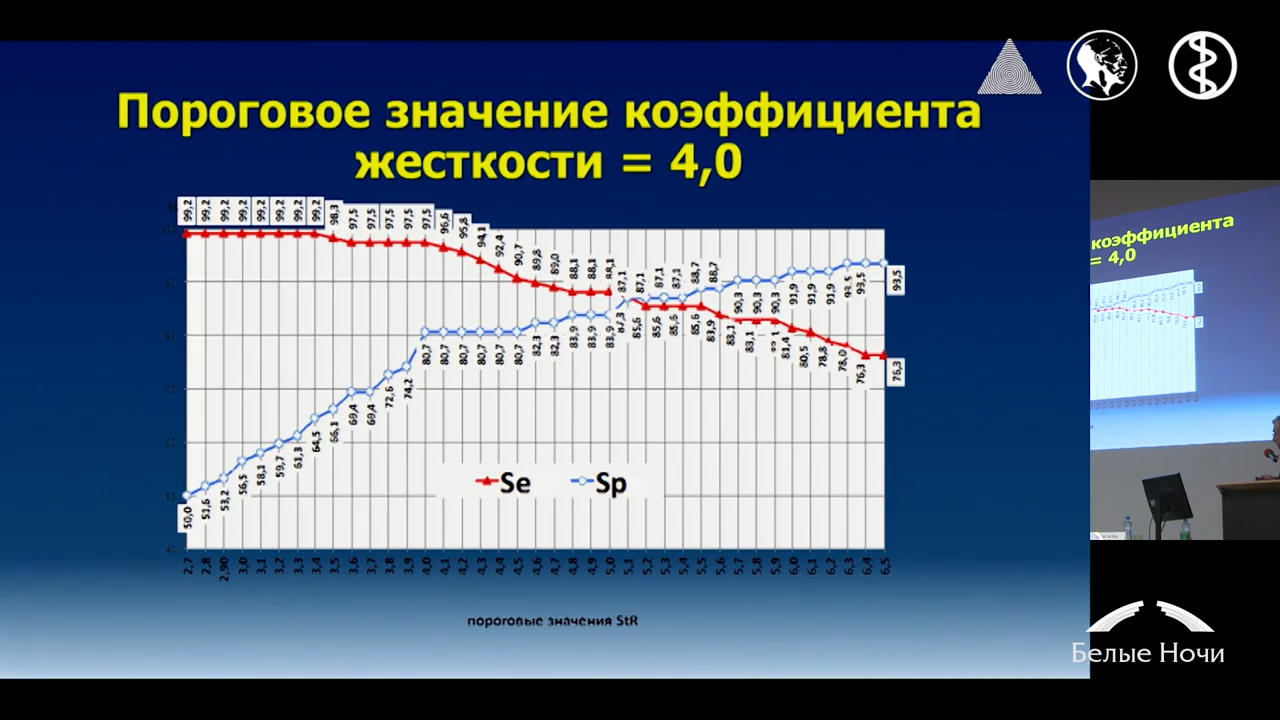 Пороговое значение коэффициента
жесткости = 4,0
99,2 99,2 99,2 99,2 99,2 99,2 99,2 99,2 98,3 97,5 97,5 97,5 97,5 97,5 96,6 95,8 94,1 92,4 90,7 89,8 89,0 88,1 88,1 88,1 87,1 87,1 87,1 87,1 88,7 88,7 90,3 90,3 90,3 91,9 91,9 91,9 93,5 93,5 93,5
50,0 51,6 53,2 56,5 58,1 59,7 61,3 64,5 66,1 69,4 69,4 72,6 74,2 80,7 80,7 80,7 80,7 80,7 80,7 82,3 82,3 83,9 83,9 83,9 87,3 85,6 85,6 85,6 85,6 83,9 83,1 83,1 81,4 80,5 78,8 78,0 76,3 76,3
Se Sp
2,7 2,8 2,90 3,0 3,1 3,2 3,3 3,4 3,5 3,6 3,7 3,8 3,9 4,0 4,1 4,2 4,3 4,4 4,5 4,6 4,7 4,8 4,9 5,0 5,1 5,2 5,3 5,4 5,5 5,6 5,7 5,8 5,9 6,0 6,1 6,2 6,3 6,4 6,5
пороговые значения StR
коэффициента
= 4,0
Белые Ночи